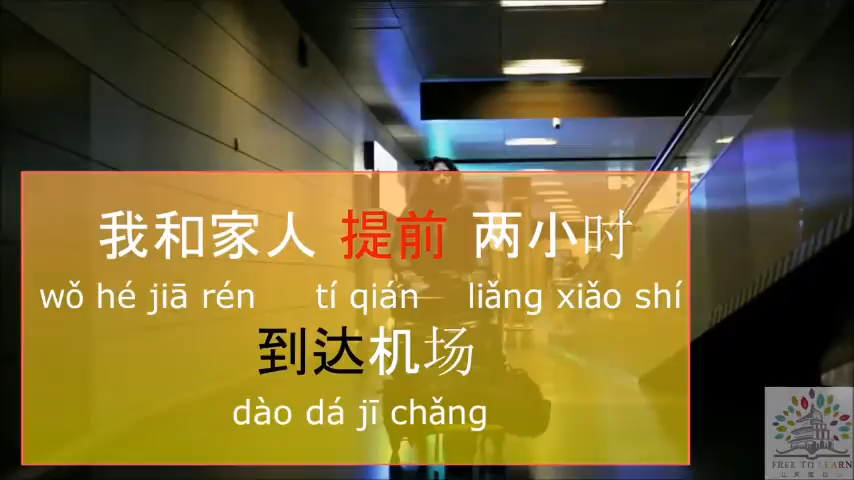 我和家人 提前 两小时
wǒ hé jiā rén tí qián liǎng xiǎo shí
到达机场
dào dá jī chǎng
FREE TO LEARN